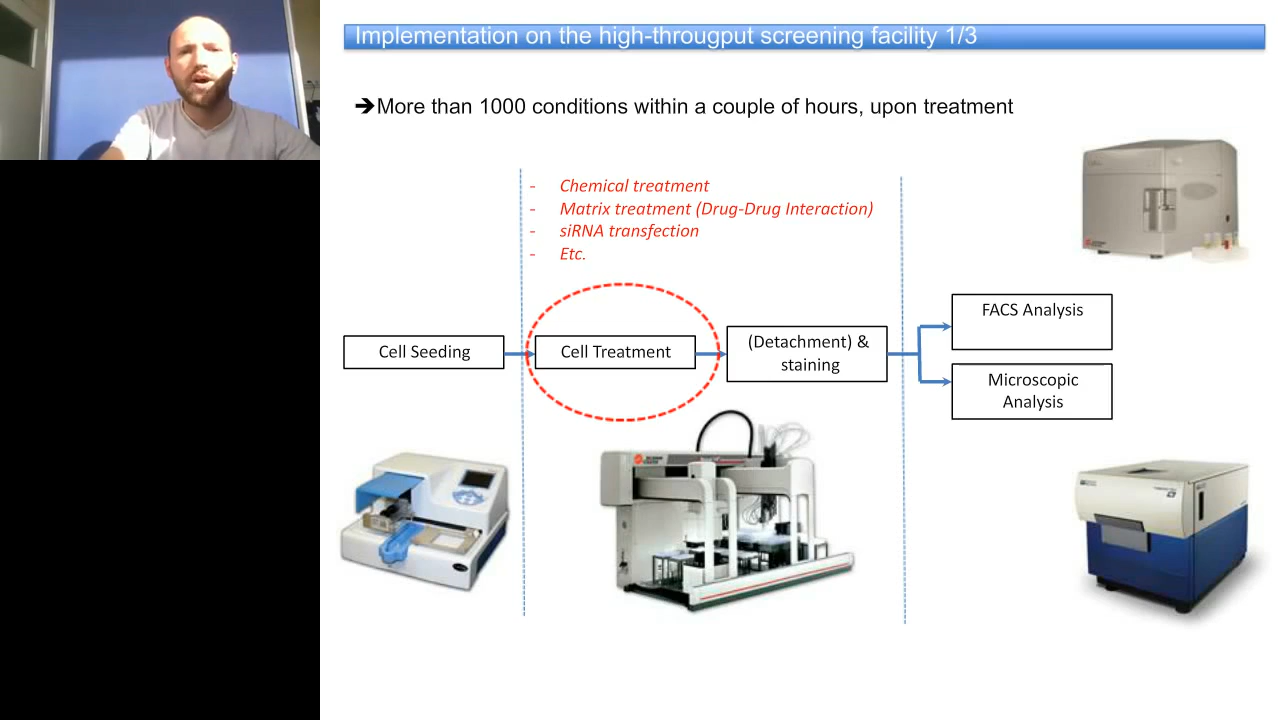 Implementation on the high-througput screening facility 1/3
➔More than 1000 conditions within a couple of hours, upon treatment
- Chemical treatment
- Matrix treatment (Drug-Drug Interaction)
- siRNA transfection
- Etc.
Cell Seeding
Cell Treatment
(Detachment) &
staining
FACS Analysis
Microscopic
Analysis